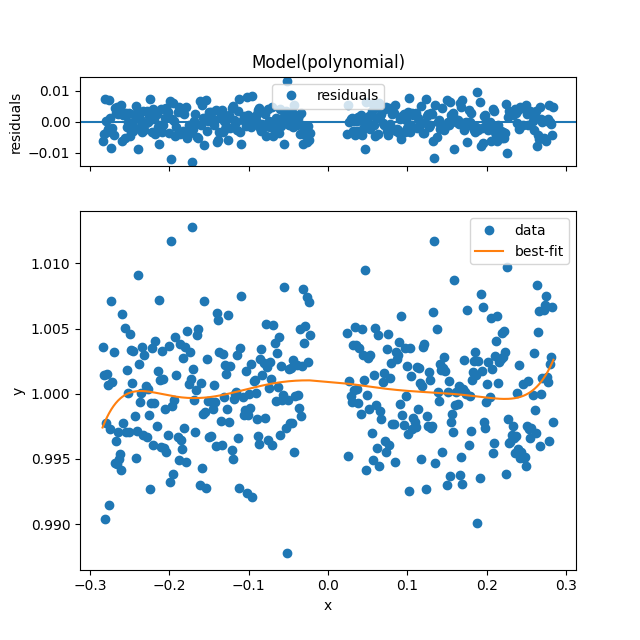 Model(polynomial)
0.01
0.00
−0.01
residuals
residuals
1.010
1.005
1.000
0.995
0.990
y
data
best-fit
−0.3 −0.2 −0.1 0.0 0.1 0.2 0.3
x